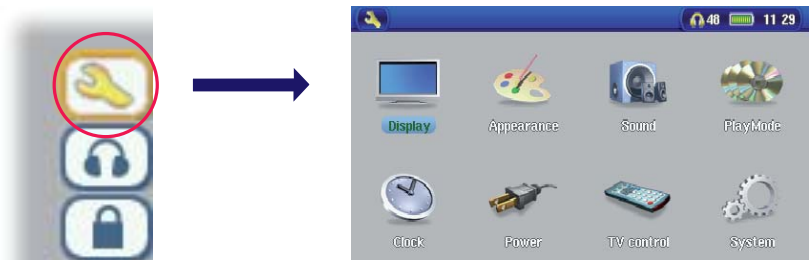 48 11 29
Display Appearance Sound PlayMode
Clock Power TV control System